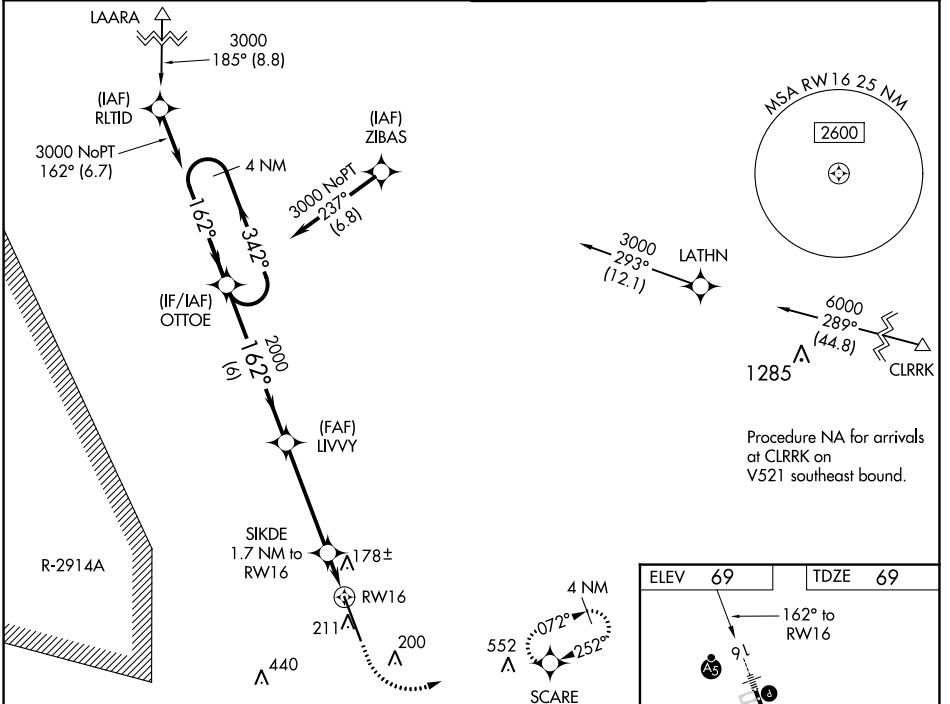 LAARA
3000
185° (8.8)
(IAF)
RLTID
3000 NoPT
162° (6.7)
4 NM
(IAF)
ZIBAS
3000 NoPT
237°
(6.8)
162°
342°
(IF/IAF)
OTTOE
2000
162°
(6)
(FAF)
LIVVY
SIKDE
1.7 NM to
RW16
178±
RW16
211
200
440
R-2914A
MSA RW16 25 NM
2600
3000
293°
(12.1)
LATHN
6000
289°
(44.8)
CLRRK
1285
Procedure NA for arrivals
at CLRRK on
V521 southeast bound.
4 NM
072°
252°
552
SCARE
ELEV 69
TDZE 69
162° to
RW16
16
A5
P